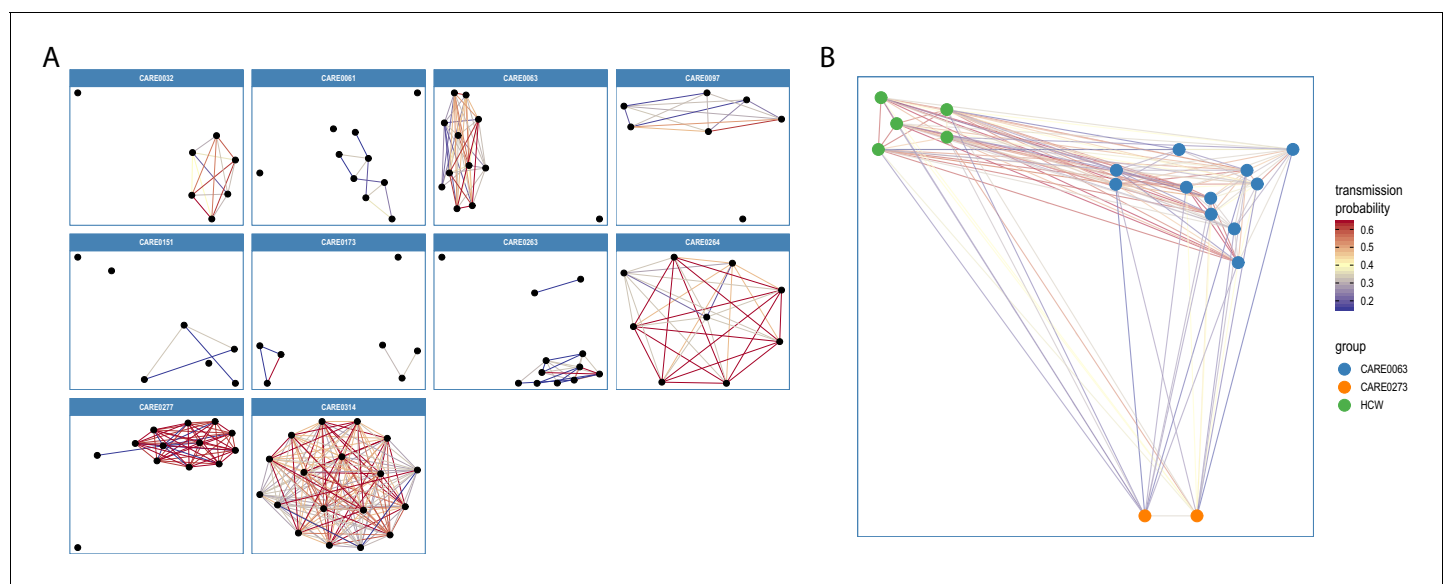 A
B
CARE0032
CARE0061
CARE0063
CARE0097
CARE0151
CARE0173
CARE0263
CARE0264
CARE0277
CARE0314
transmission
probability
0.6
0.5
0.4
0.3
0.2
group
CARE0063
CARE0273
HCW